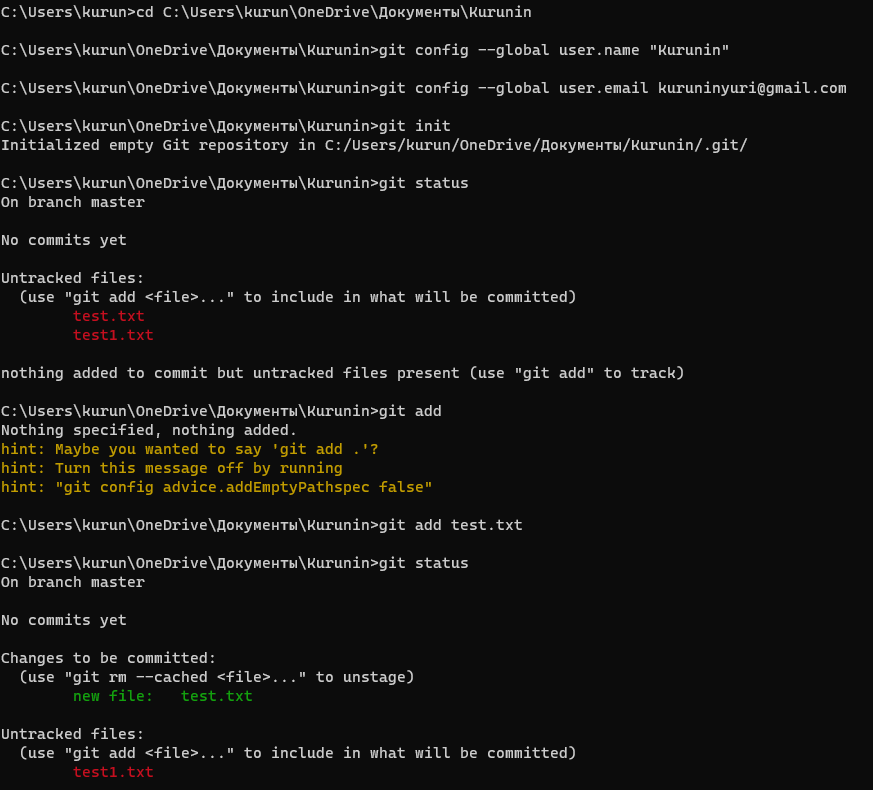 C:\Users\kurun>cd C:\Users\kurun\OneDrive\Документы\Kurunin
C:\Users\kurun\OneDrive\Документы\Kurunin>git config --global user.name "Kurunin"
C:\Users\kurun\OneDrive\Документы\Kurunin>git config --global user.email kuruninyuri@gmail.com
C:\Users\kurun\OneDrive\Документы\Kurunin>git init
Initialized empty Git repository in C:/Users/kurun/OneDrive/Документы/Kurunin/.git/
C:\Users\kurun\OneDrive\Документы\Kurunin>git status
On branch master
No commits yet
Untracked files:
  (use "git add <file>..." to include in what will be committed)
        test.txt
        test1.txt
nothing added to commit but untracked files present (use "git add" to track)
C:\Users\kurun\OneDrive\Документы\Kurunin>git add
Nothing specified, nothing added.
hint: Maybe you wanted to say 'git add .'?
hint: Turn this message off by running
hint: "git config advice.addEmptyPathspec false"
C:\Users\kurun\OneDrive\Документы\Kurunin>git add test.txt
C:\Users\kurun\OneDrive\Документы\Kurunin>git status
On branch master
No commits yet
Changes to be committed:
  (use "git rm --cached <file>..." to unstage)
        new file:   test.txt
Untracked files:
  (use "git add <file>..." to include in what will be committed)
        test1.txt